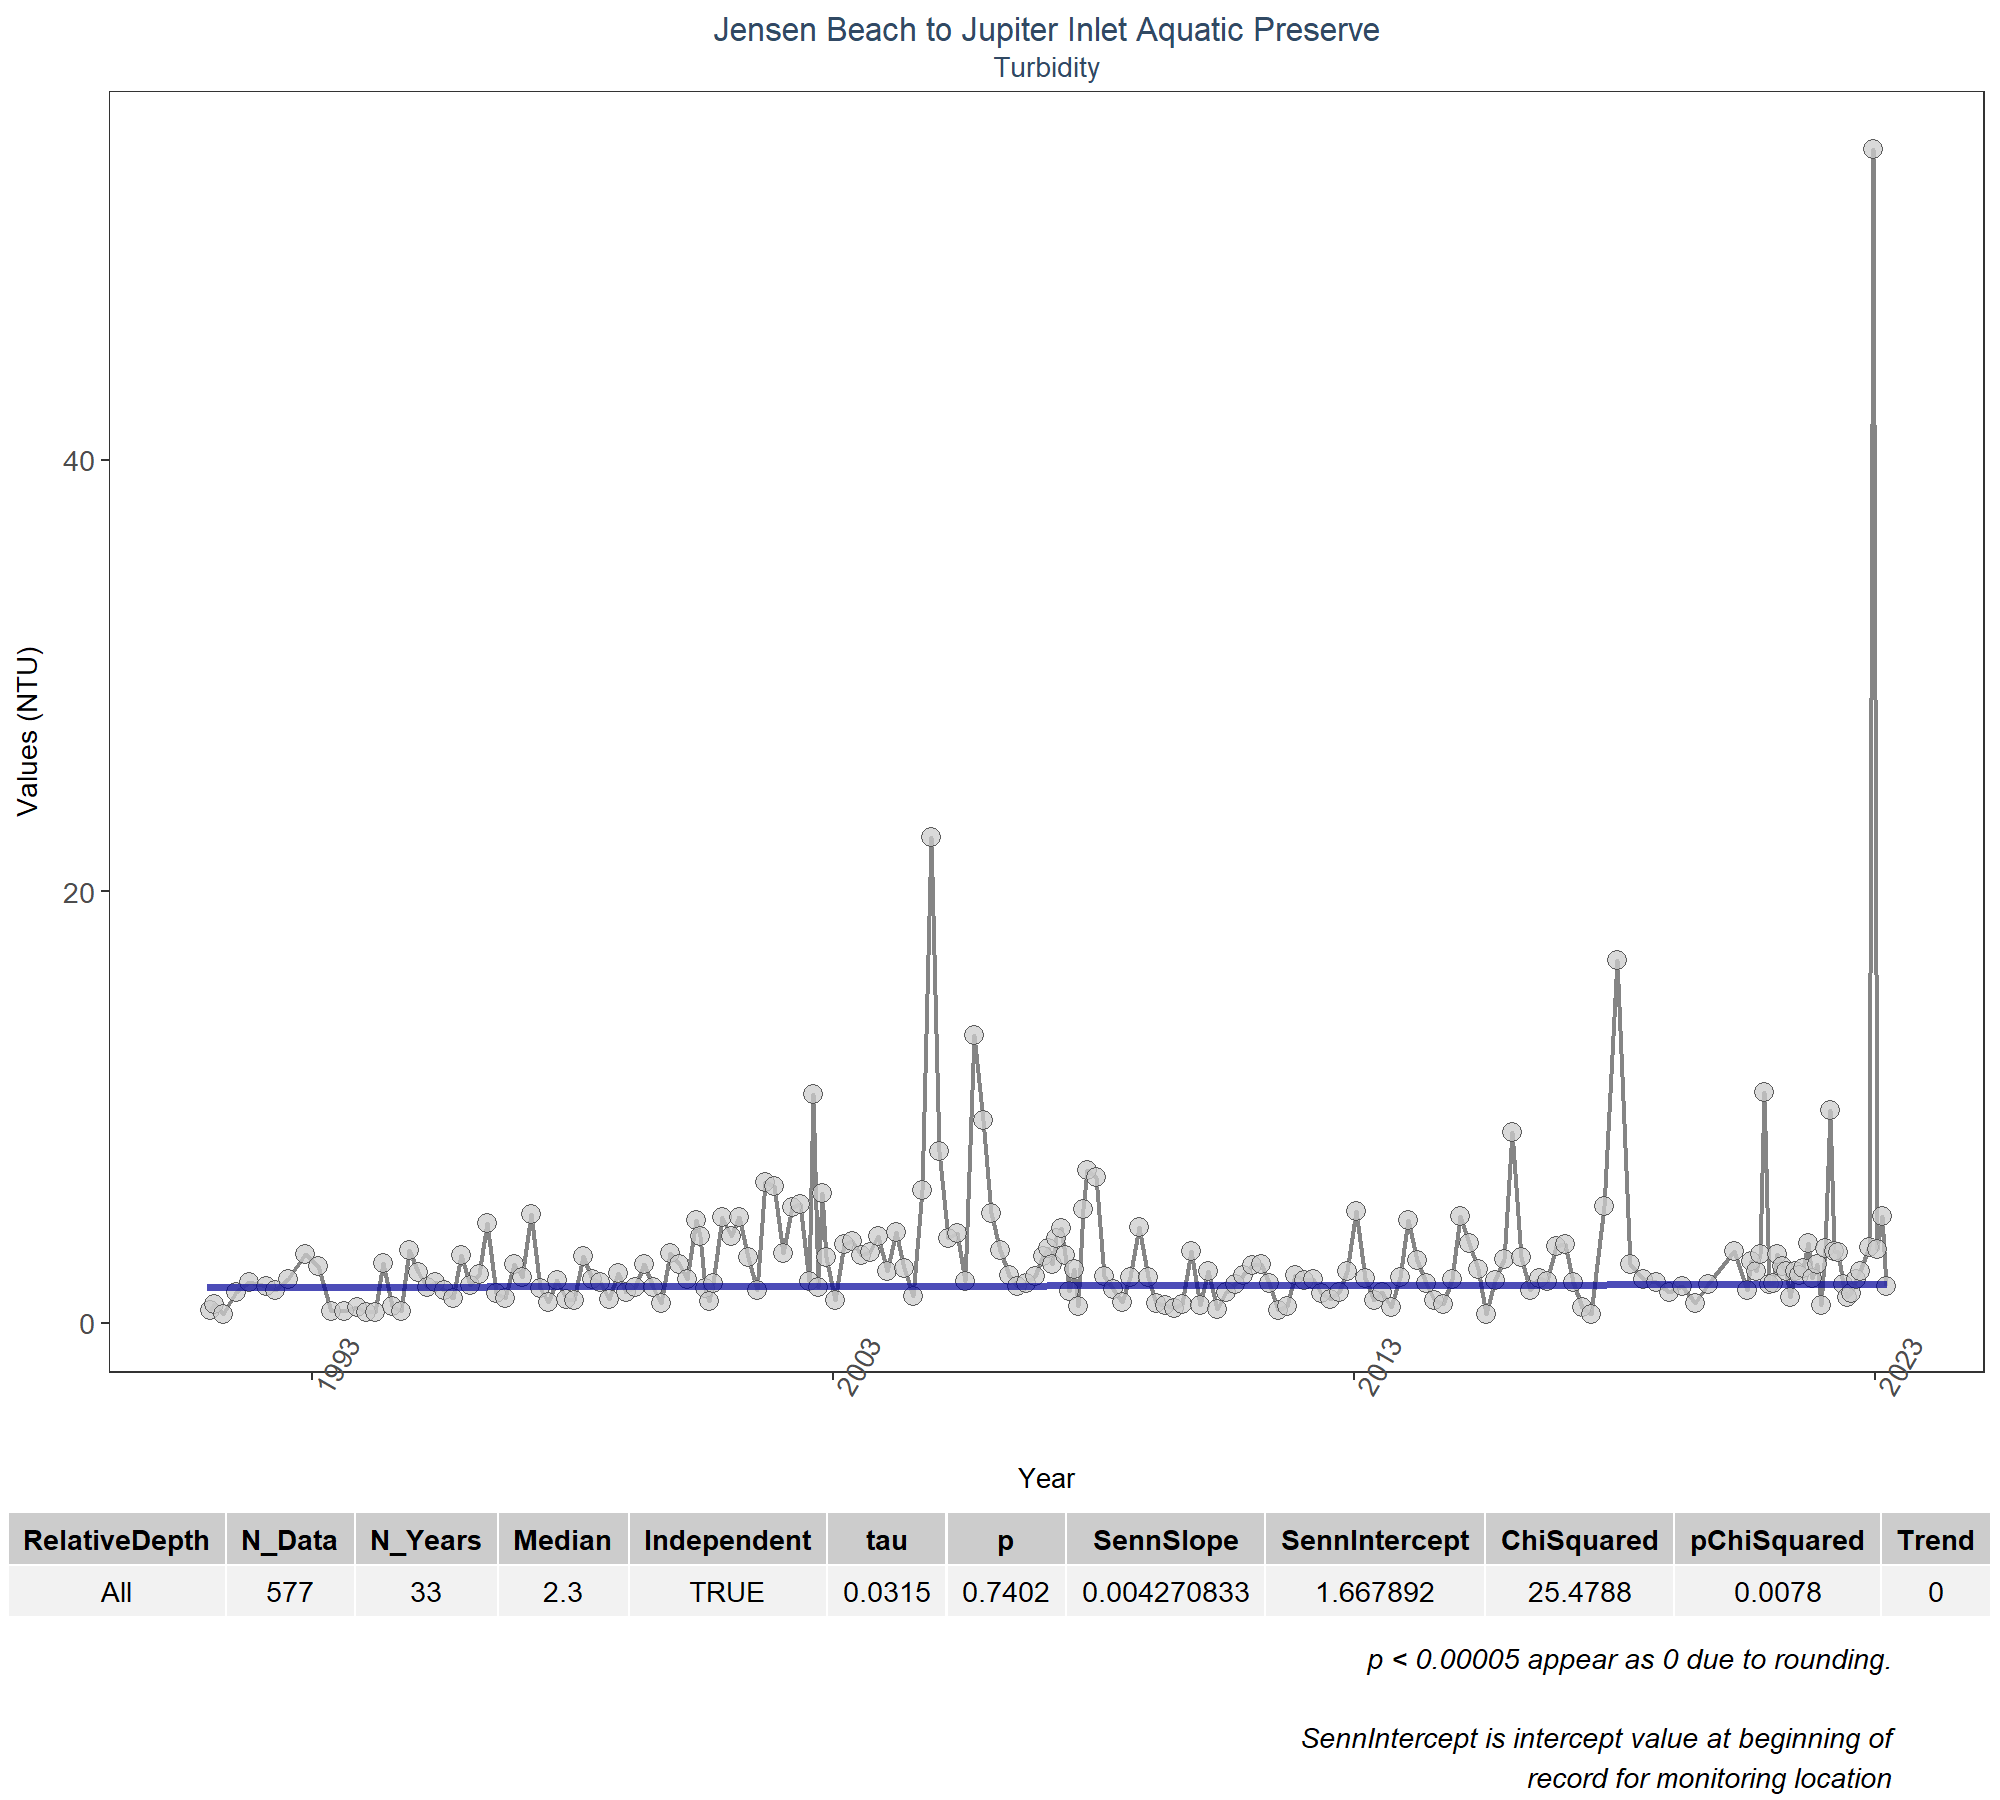 Jensen Beach to Jupiter Inlet Aquatic Preserve
Turbidity
Values (NTU)
40
20
0
1993 2003 2013 2023
Year
RelativeDepth N_Data N_Years Median Independent tau p SennSlope SennIntercept ChiSquared pChiSquared Trend
All 577 33 2.3 TRUE 0.0315 0.7402 0.004270833 1.667892 25.4788 0.0078 0
p < 0.00005 appear as 0 due to rounding.
SennIntercept is intercept value at beginning of
record for monitoring location